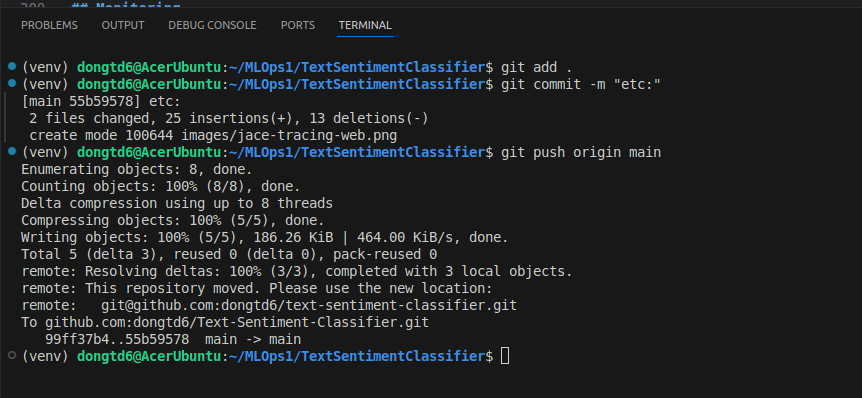 ## Monitoring
PROBLEMS OUTPUT DEBUG CONSOLE PORTS TERMINAL
(venv) dongtd6@AcerUbuntu:~/MLOps1/TextSentimentClassifier$ git add .
(venv) dongtd6@AcerUbuntu:~/MLOps1/TextSentimentClassifier$ git commit -m "etc:"
[main 55b59578] etc:
2 files changed, 25 insertions(+), 13 deletions(-)
create mode 100644 images/jace-tracing-web.png
(venv) dongtd6@AcerUbuntu:~/MLOps1/TextSentimentClassifier$ git push origin main
Enumerating objects: 8, done.
Counting objects: 100% (8/8), done.
Delta compression using up to 8 threads
Compressing objects: 100% (5/5), done.
Writing objects: 100% (5/5), 186.26 KiB | 464.00 KiB/s, done.
Total 5 (delta 3), reused 0 (delta 0), pack-reused 0
remote: Resolving deltas: 100% (3/3), completed with 3 local objects.
remote: This repository moved. Please use the new location:
remote:   git@github.com:dongtd6/text-sentiment-classifier.git
To github.com:dongtd6/Text-Sentiment-Classifier.git
99ff37b4..55b59578  main -> main
(venv) dongtd6@AcerUbuntu:~/MLOps1/TextSentimentClassifier$